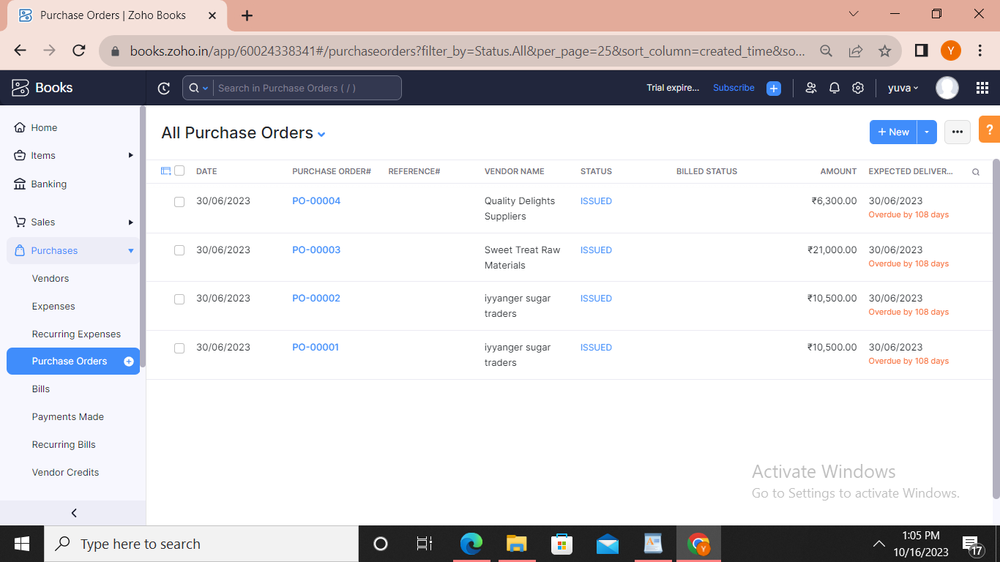 Purchase Orders | Zoho Books
books.zoho.in/app/60024338341#/purchaseorders?filter_by=Status.All&per_page=25&sort_column=created_time&so...
Y
Books
Search in Purchase Orders ( / )
Trial expire...
Subscribe
yuva
Home
Items
Banking
Sales
Purchases
Vendors
Expenses
Recurring Expenses
Purchase Orders
Bills
Payments Made
Recurring Bills
Vendor Credits
All Purchase Orders
+ New
?
DATE PURCHASE ORDER# REFERENCE# VENDOR NAME STATUS BILLED STATUS AMOUNT EXPECTED DELIVER...
30/06/2023 PO-00004 Quality Delights ISSUED ₹6,300.00 30/06/2023
Suppliers Overdue by 108 days
30/06/2023 PO-00003 Sweet Treat Raw ISSUED ₹21,000.00 30/06/2023
Materials Overdue by 108 days
30/06/2023 PO-00002 iyyanger sugar ISSUED ₹10,500.00 30/06/2023
traders Overdue by 108 days
30/06/2023 PO-00001 iyyanger sugar ISSUED ₹10,500.00 30/06/2023
traders Overdue by 108 days
Activate Windows
Go to Settings to activate Windows.
Type here to search
Y
1:05 PM
10/16/2023
17